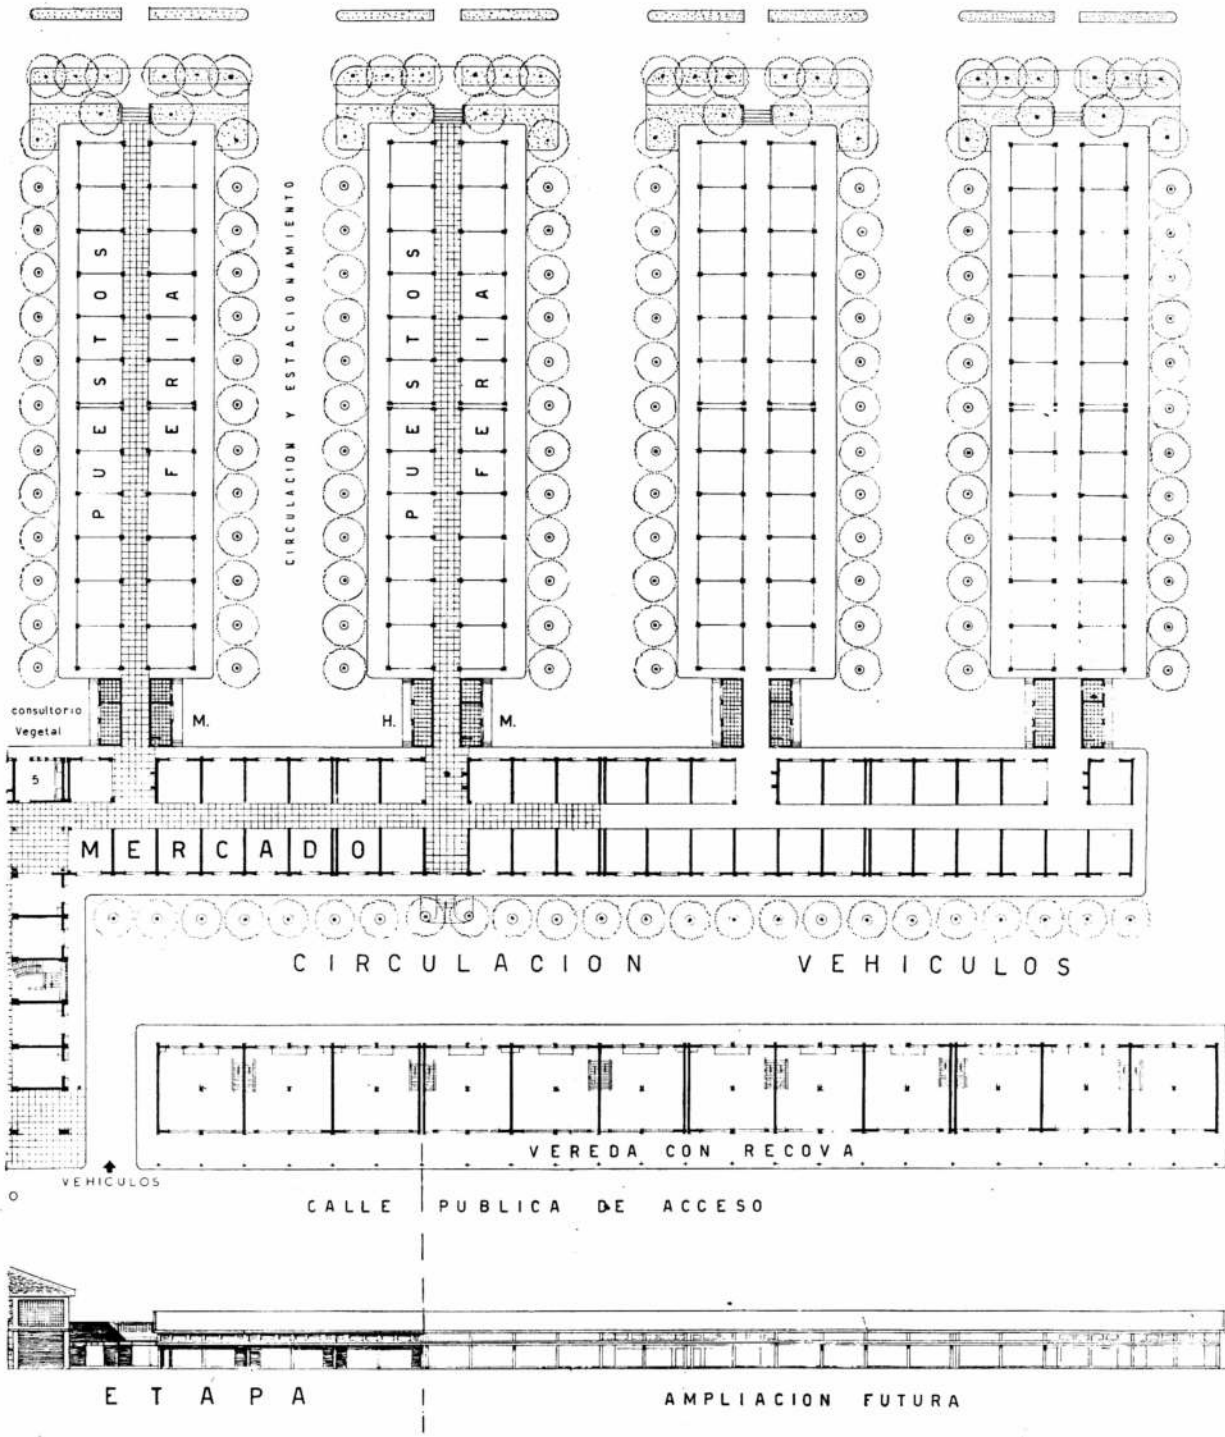 PUESTOS
FERIA
CIRCULACION Y ESTACIONAMIENTO
PUESTOS
FERIA
consultorio
Vegetal
M.
H.
M.
5
MERCADO
CIRCULACION VEHICULOS
VEREDA CON RECOVA
VEHICULOS
O
CALLE PUBLICA DE ACCESO
ETAPA
AMPLIACION FUTURA